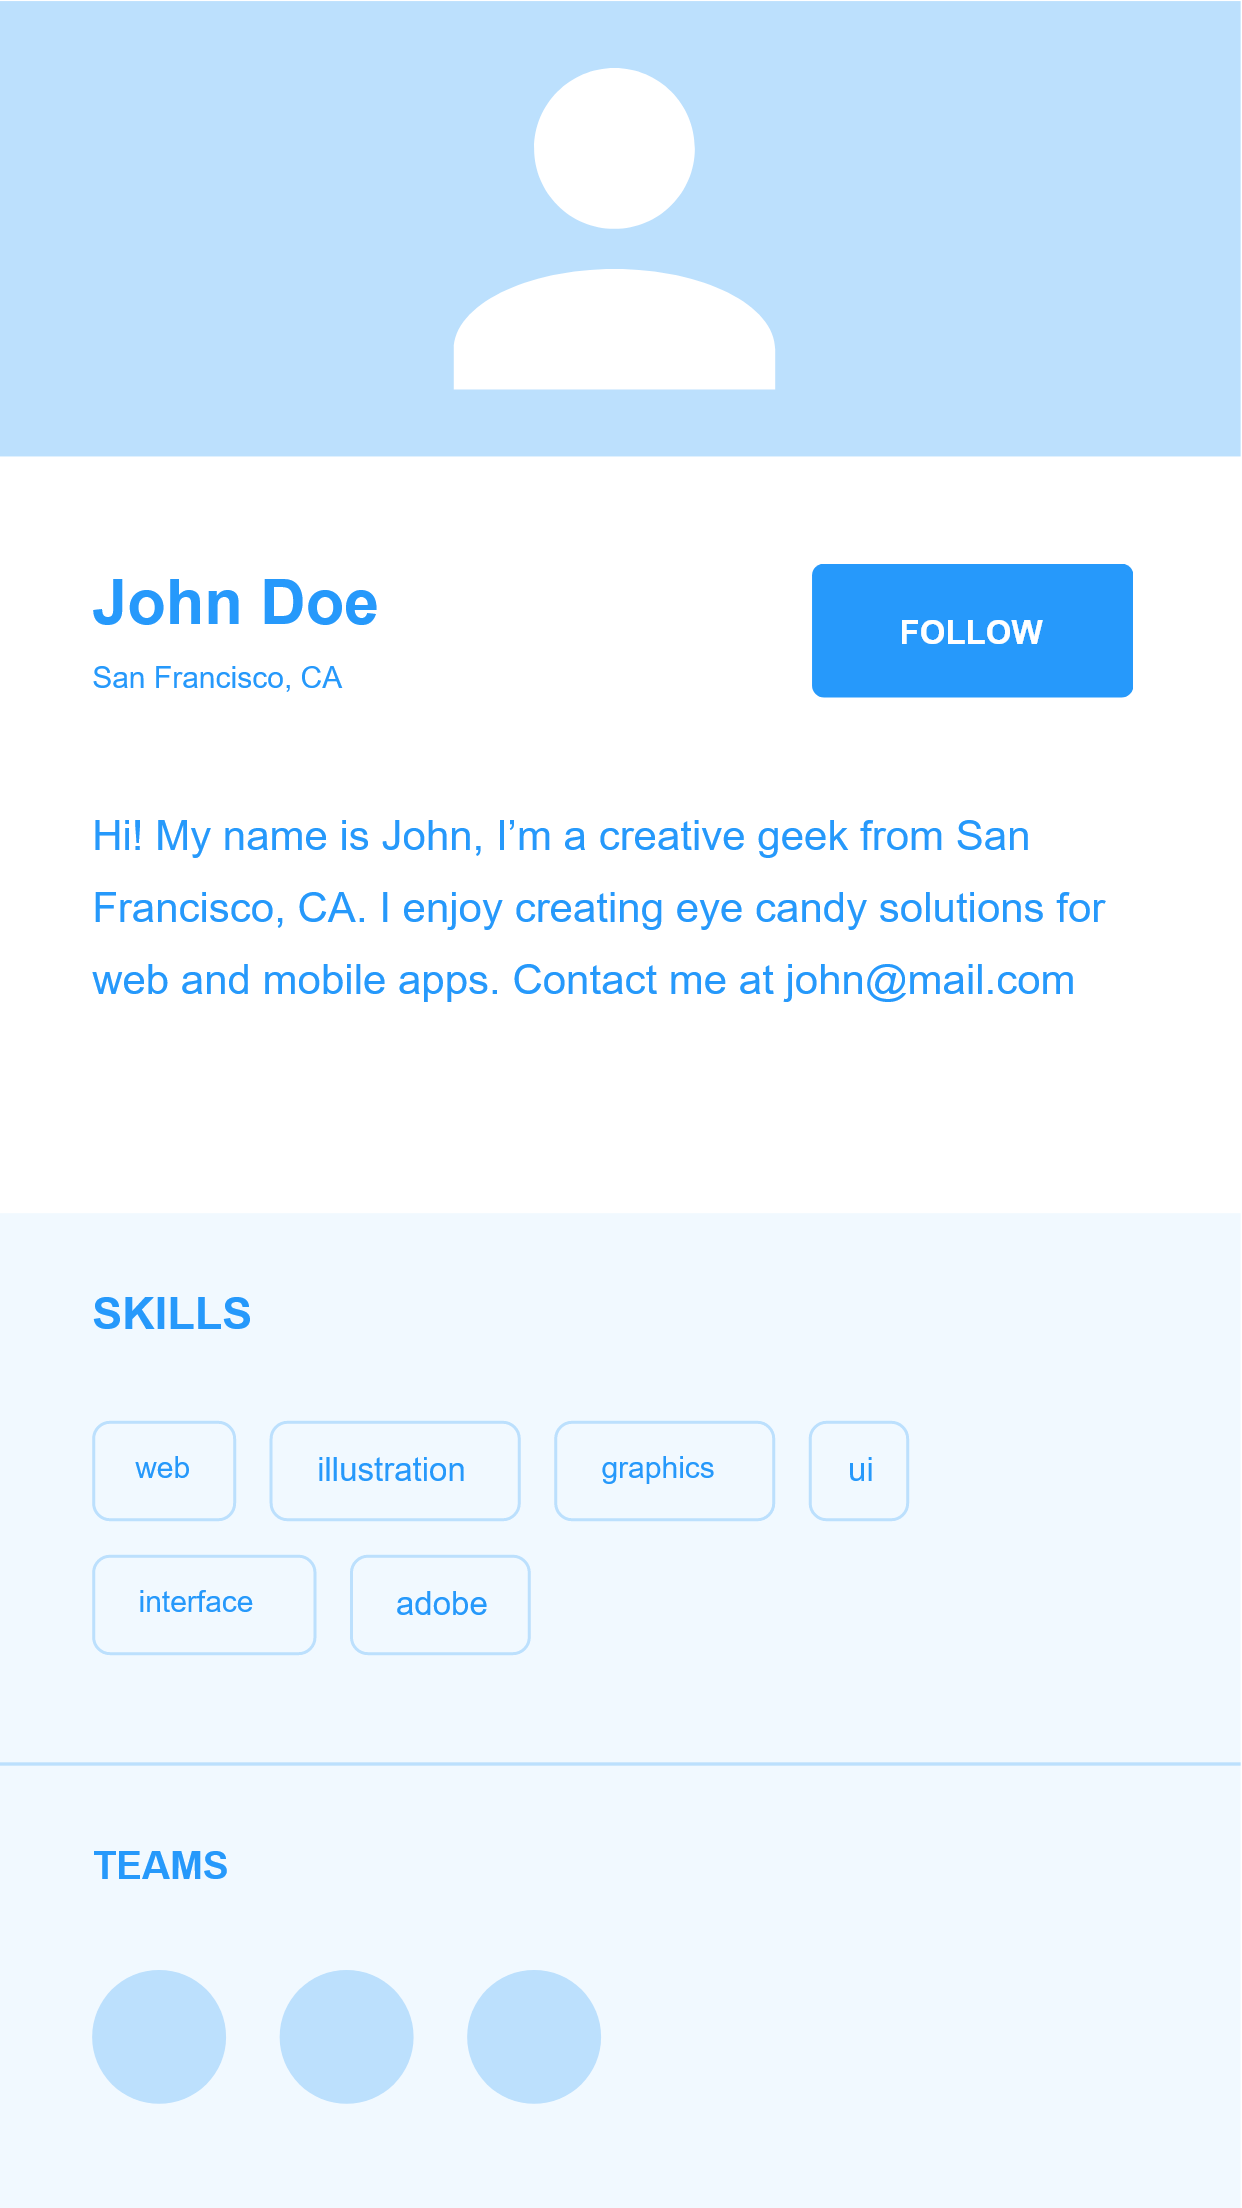 John Doe
FOLLOW
San Francisco, CA
Hi! My name is John, I’m a creative geek from San
Francisco, CA. I enjoy creating eye candy solutions for
web and mobile apps. Contact me at john@mail.com
SKILLS
web illustration graphics ui
interface adobe
TEAMS